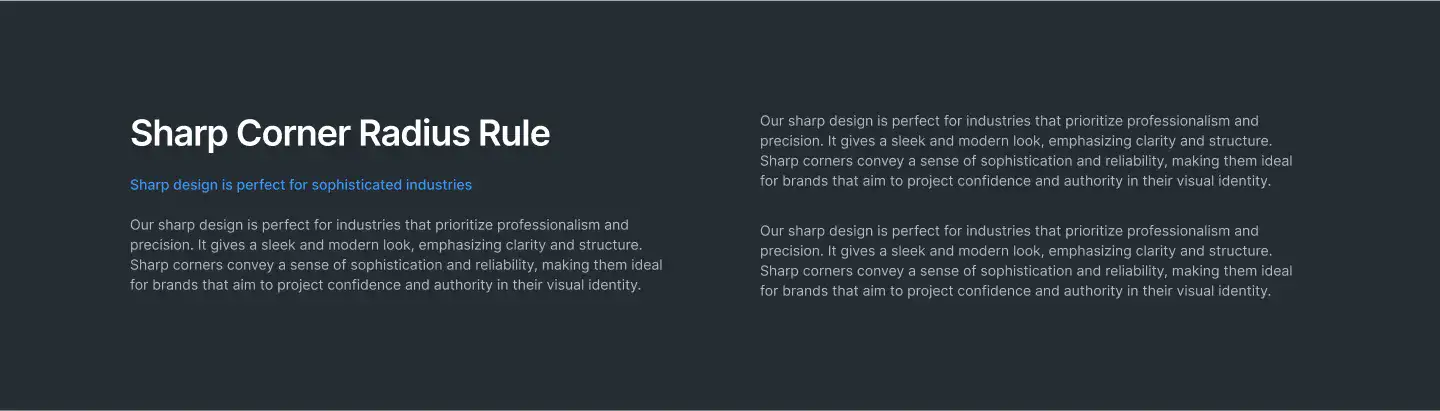 Sharp Corner Radius Rule
Sharp design is perfect for sophisticated industries
Our sharp design is perfect for industries that prioritize professionalism and
precision. It gives a sleek and modern look, emphasizing clarity and structure.
Sharp corners convey a sense of sophistication and reliability, making them ideal
for brands that aim to project confidence and authority in their visual identity.
Our sharp design is perfect for industries that prioritize professionalism and
precision. It gives a sleek and modern look, emphasizing clarity and structure.
Sharp corners convey a sense of sophistication and reliability, making them ideal
for brands that aim to project confidence and authority in their visual identity.
Our sharp design is perfect for industries that prioritize professionalism and
precision. It gives a sleek and modern look, emphasizing clarity and structure.
Sharp corners convey a sense of sophistication and reliability, making them ideal
for brands that aim to project confidence and authority in their visual identity.